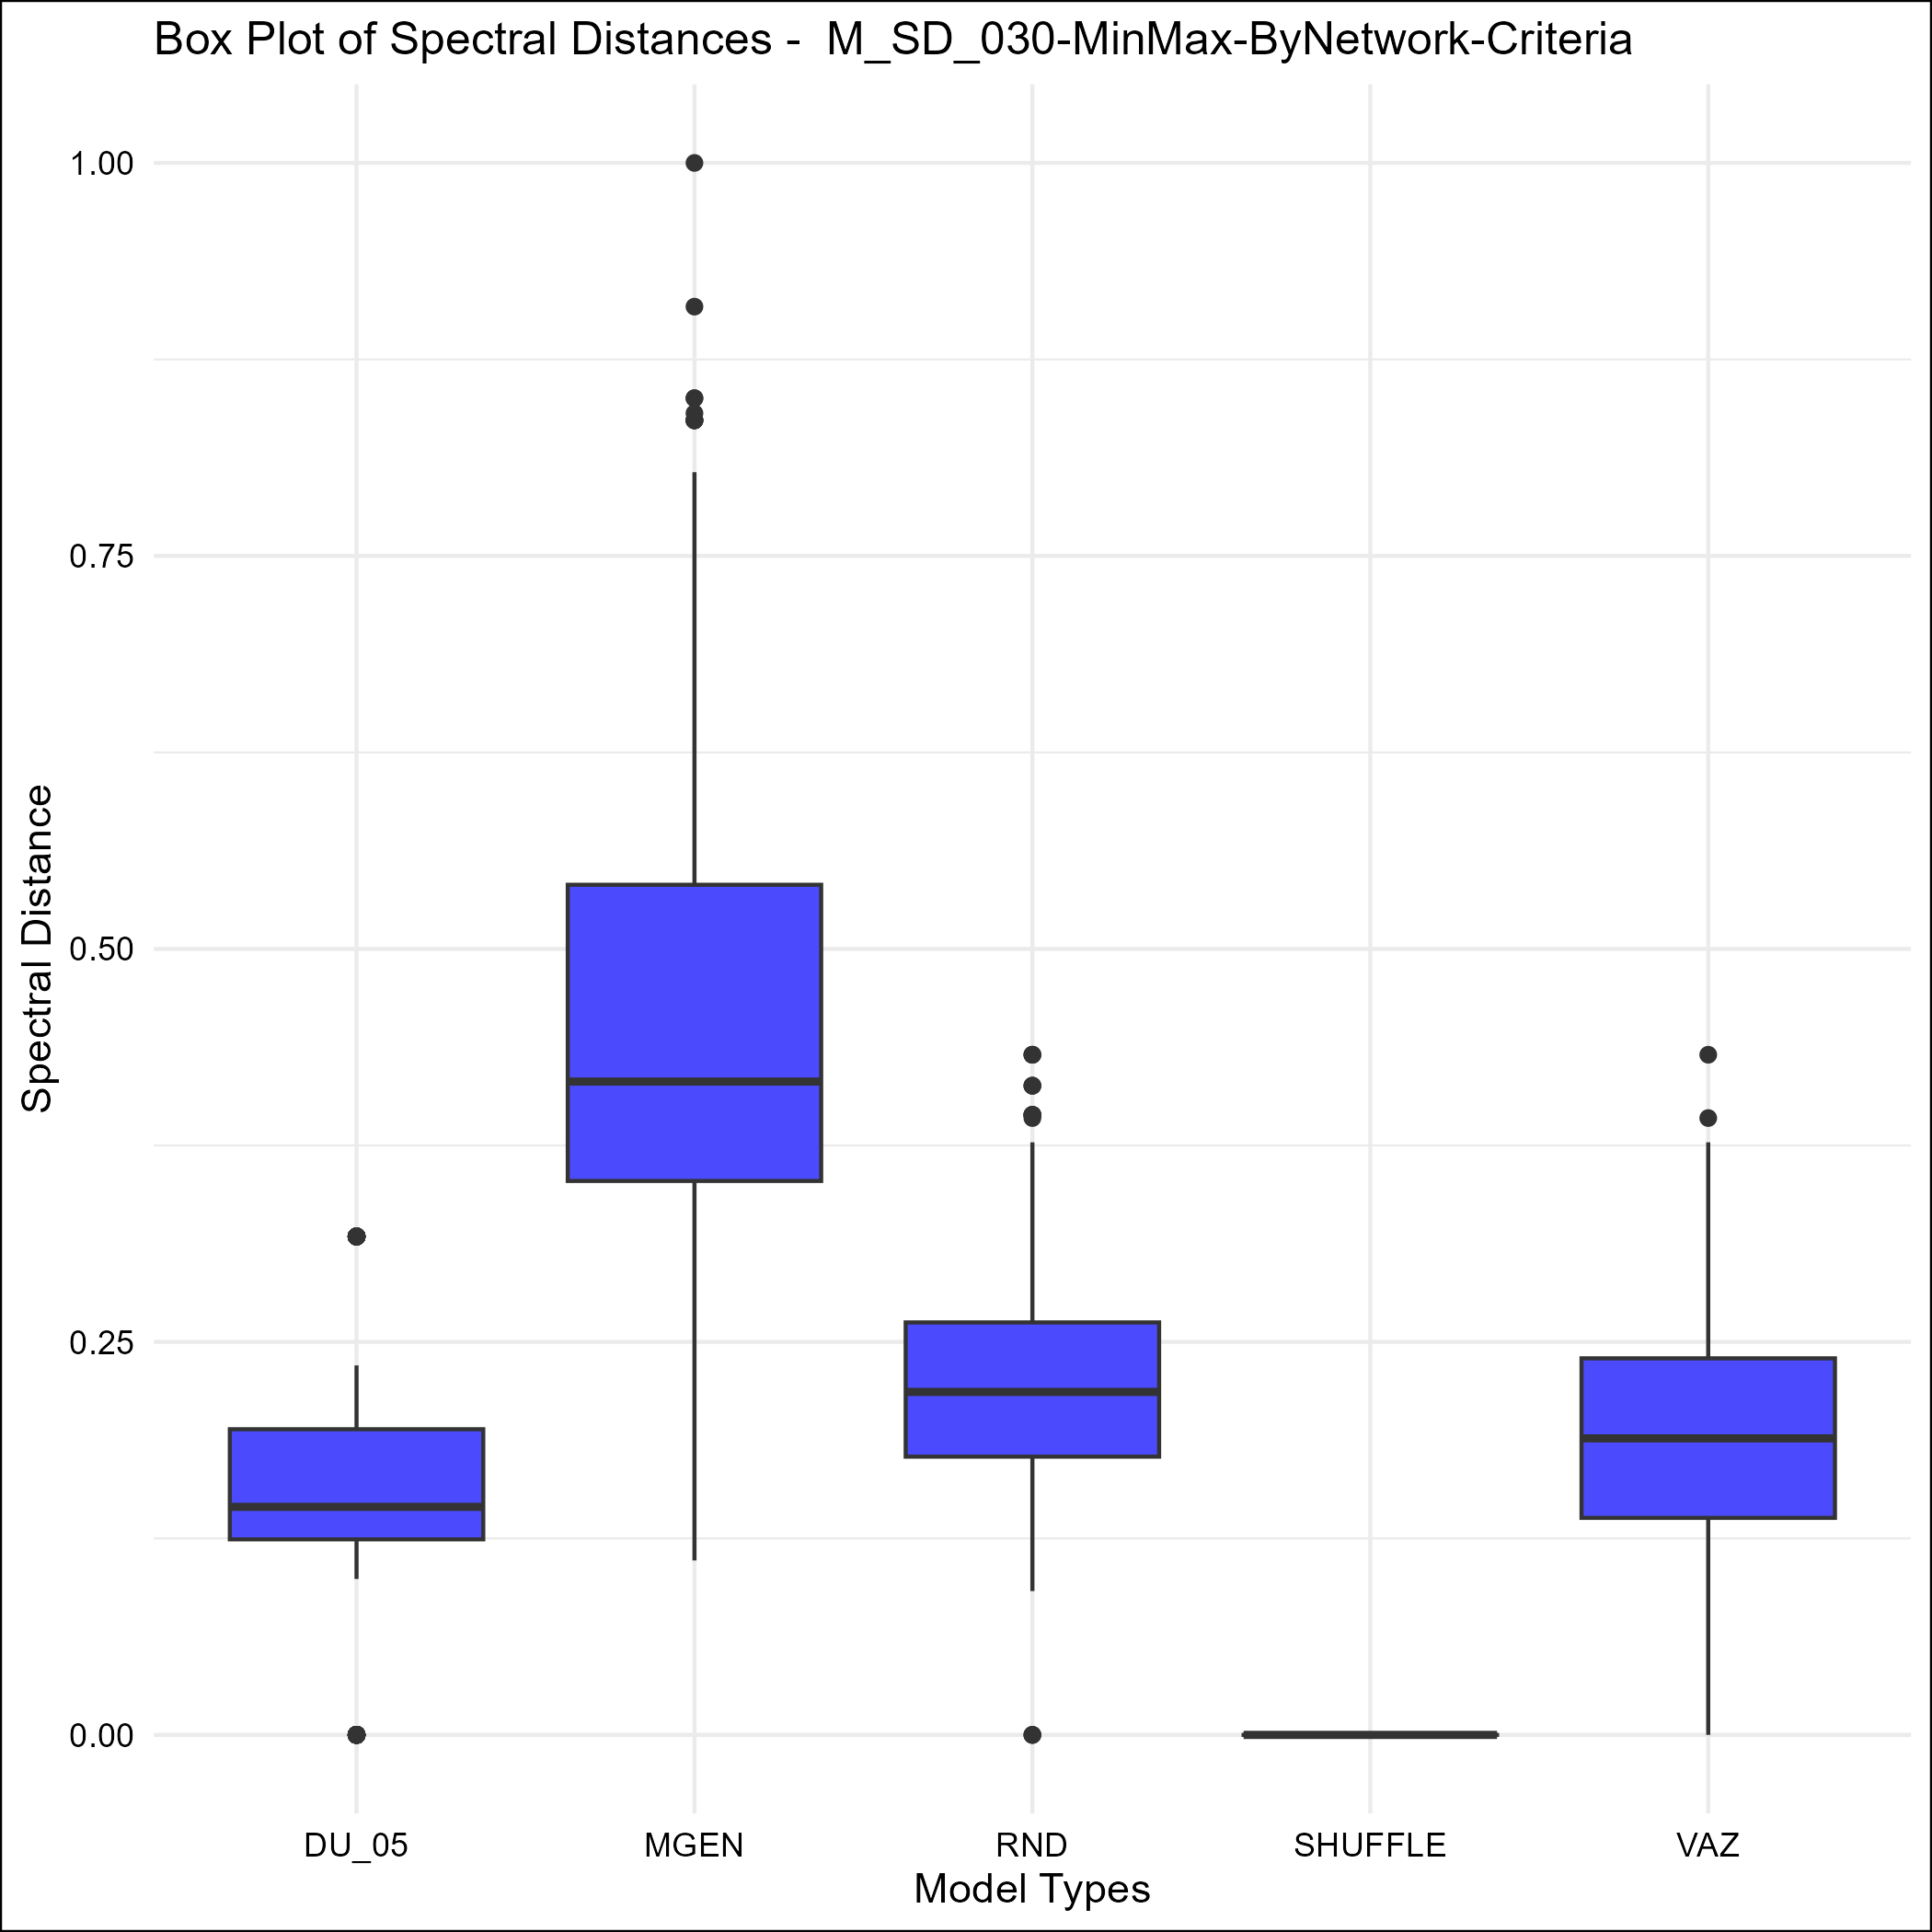 Box Plot of Spectral Distances -  M_SD_030-MinMax-ByNetwork-Criteria
Spectral Distance
1.00
0.75
0.50
0.25
0.00
DU_05 MGEN RND SHUFFLE VAZ
Model Types